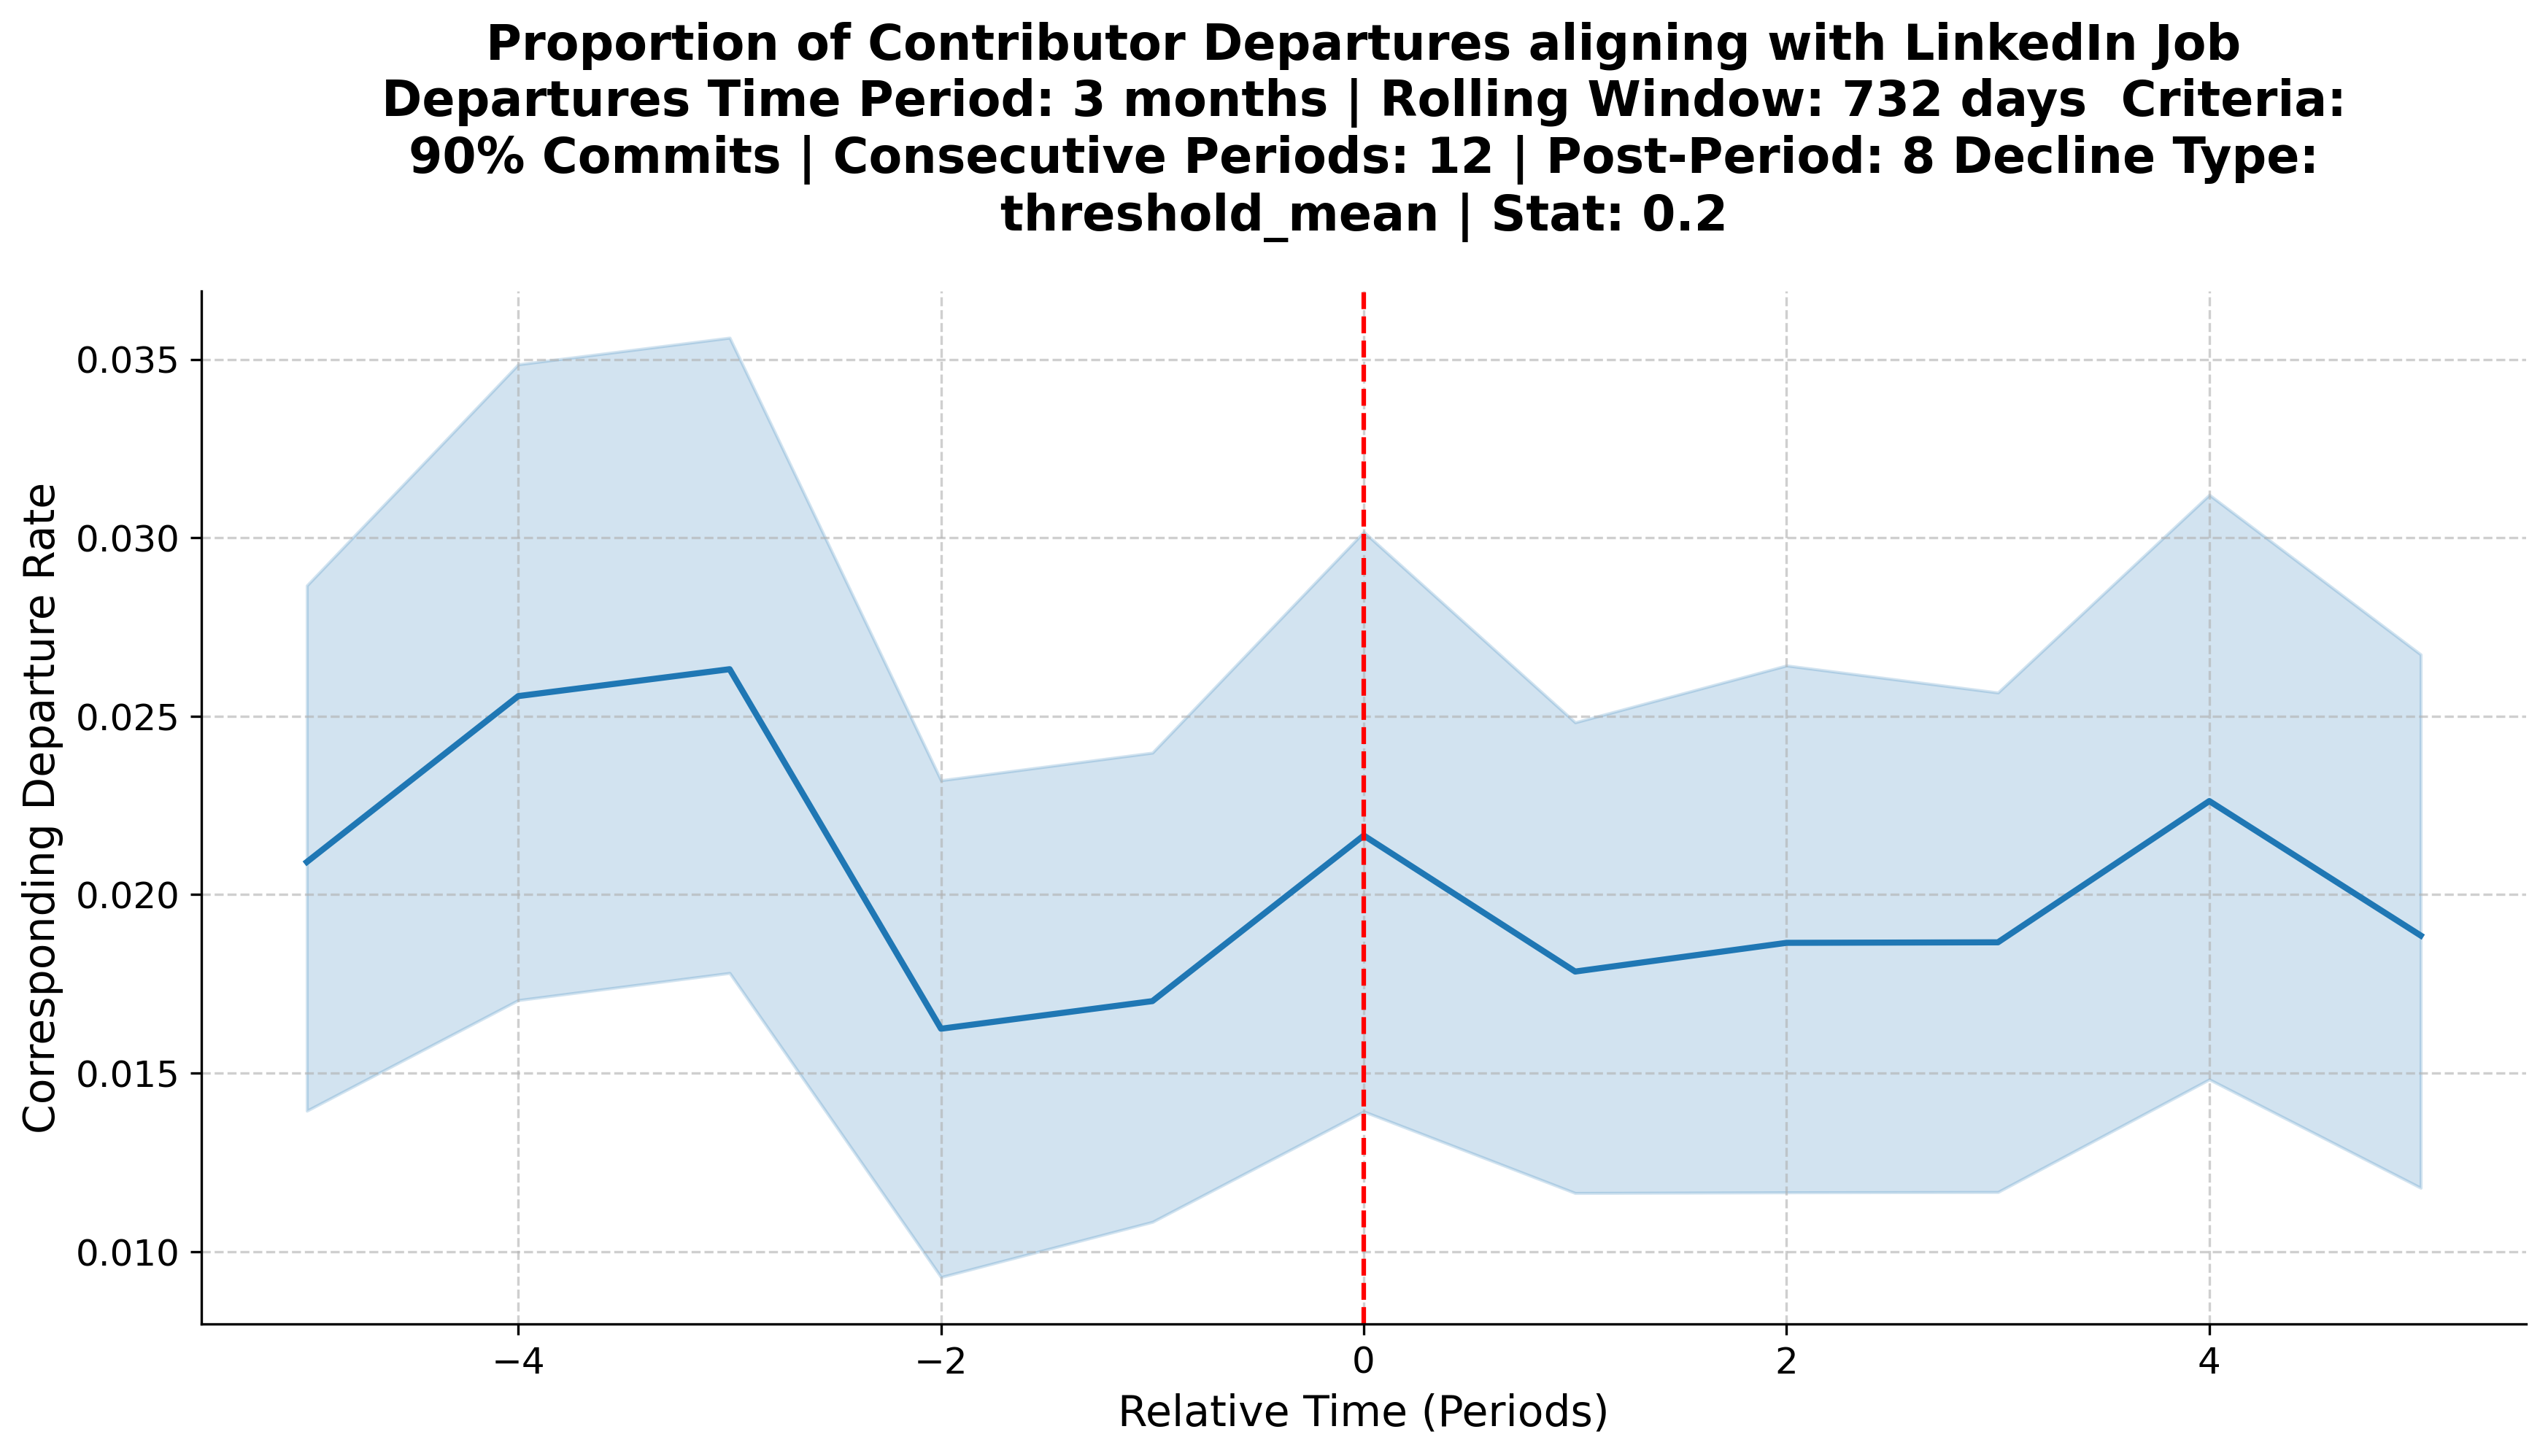 Proportion of Contributor Departures aligning with LinkedIn Job
Departures Time Period: 3 months | Rolling Window: 732 days  Criteria:
90% Commits | Consecutive Periods: 12 | Post-Period: 8 Decline Type:
threshold_mean | Stat: 0.2
Corresponding Departure Rate
0.035
0.030
0.025
0.020
0.015
0.010
−4
−2
0
2
4
Relative Time (Periods)